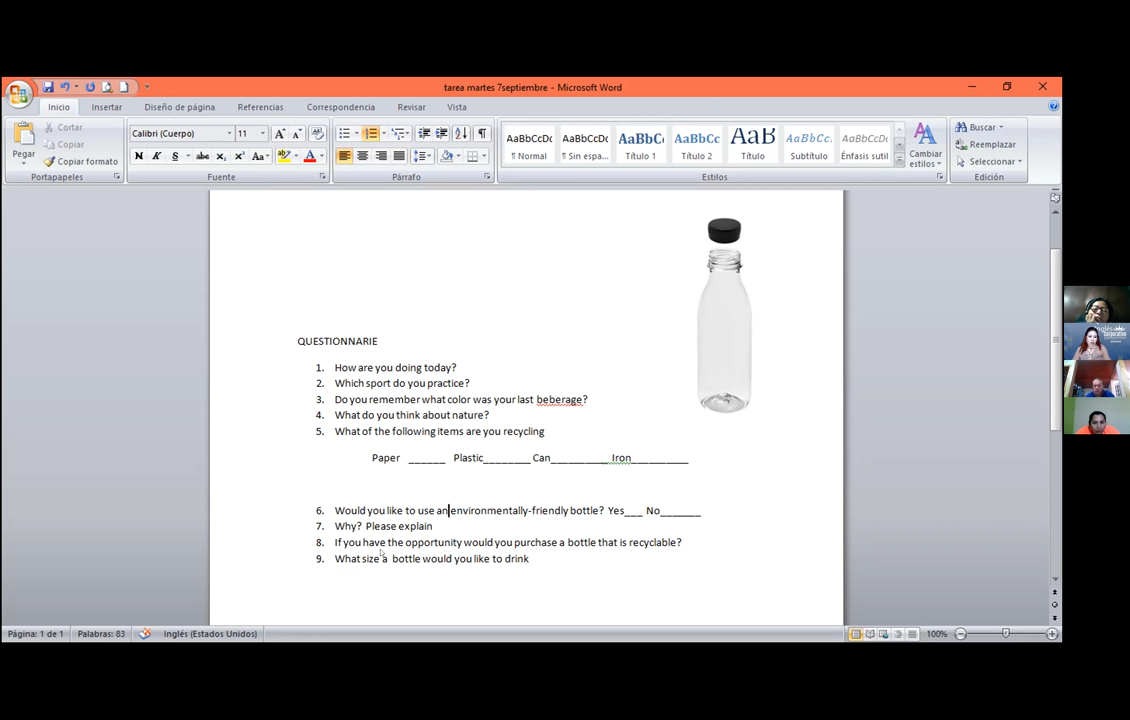 tarea martes 7septiembre - Microsoft Word
Inicio Insertar Diseño de página Referencias Correspondencia Revisar Vista
Pegar
Cortar
Copiar
Copiar formato
Portapapeles
Calibri (Cuerpo) 11
N K S abc x₂ x² Aa
Fuente
Párrafo
AaBbCcDc AaBbCcDc AaBbC AaBbCc AaB AaBbCc. AaBbCcDc
¶ Normal ¶ Sin espa... Título 1 Título 2 Título Subtítulo Énfasis sutil
Cambiar estilos
Estilos
Buscar
Reemplazar
Seleccionar
Edición
QUESTIONNARIE
1. How are you doing today?
2. Which sport do you practice?
3. Do you remember what color was your last beberage?
4. What do you think about nature?
5. What of the following items are you recycling
Paper ______ Plastic________ Can__________ Iron__________
6. Would you like to use an environmentally-friendly bottle? Yes___ No_______
7. Why? Please explain
8. If you have the opportunity would you purchase a bottle that is recyclable?
9. What size a bottle would you like to drink
Página: 1 de 1 Palabras: 83 Inglés (Estados Unidos) 100%